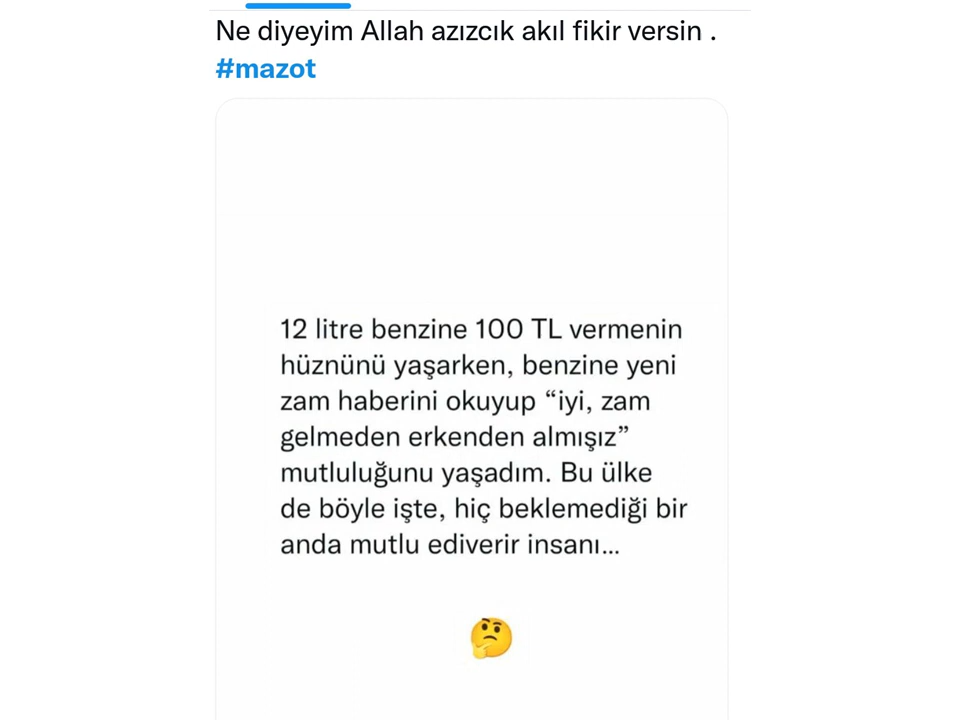 Ne diyeyim Allah azızcık akıl fikir versin .
#mazot
12 litre benzine 100 TL vermenin
hüznünü yaşarken, benzine yeni
zam haberini okuyup “iyi, zam
gelmeden erkenden almışız”
mutluluğunu yaşadım. Bu ülke
de böyle işte, hiç beklemediği bir
anda mutlu ediverir insanı...